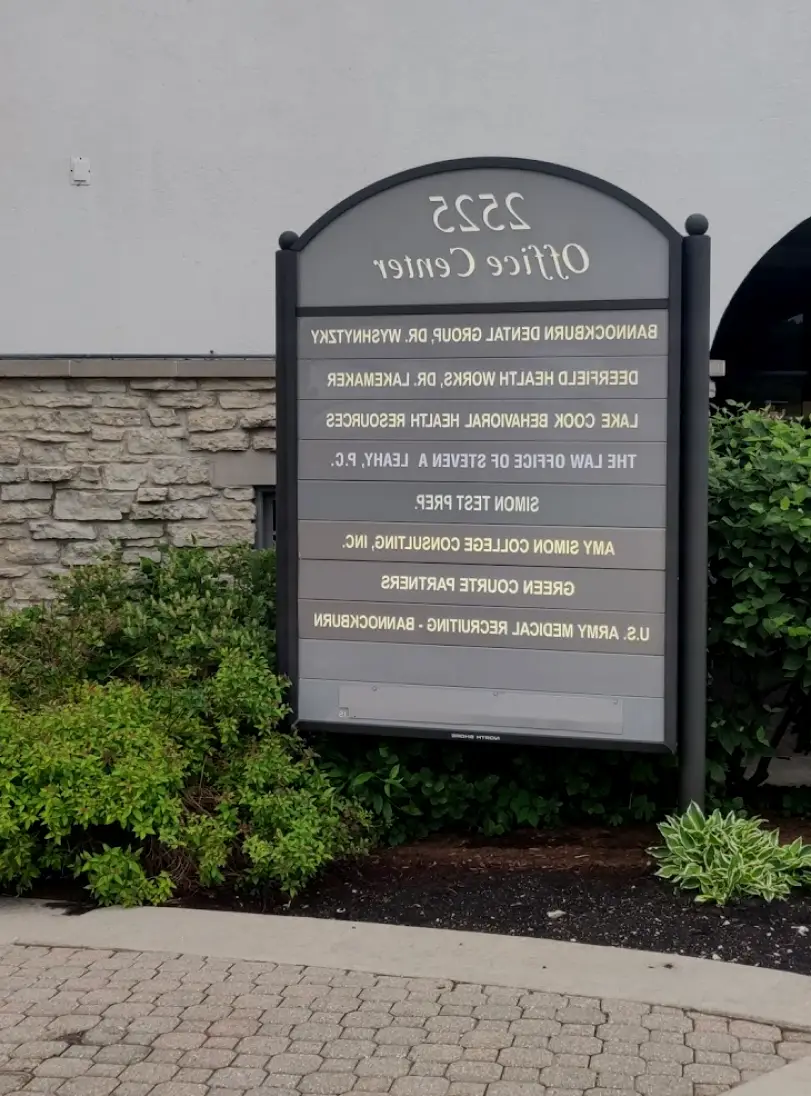 2525
Office Center
BANNOCKBURN DENTAL GROUP, DR. WYSHNYTZKY
DEERFIELD HEALTH WORKS, DR. LAKEMAKER
LAKE COOK BEHAVIORAL HEALTH RESOURCES
THE LAW OFFICE OF STEVEN A LEAHY, P.C.
SIMON TEST PREP.
AMY SIMON COLLEGE CONSULTING, INC.
GREEN COURTE PARTNERS
U.S. ARMY MEDICAL RECRUITING - BANNOCKBURN
NORTH SHORE